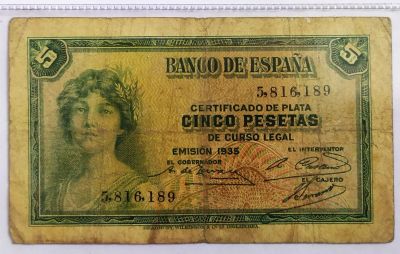 5 BANCO DE ESPAÑA 5
5,816,189
CERTIFICADO DE PLATA
CINCO PESETAS
DE CURSO LEGAL
EMISIÓN 1935 EL INTERVENTOR
EL GOBERNADOR
EL CAJERO
5,816,189